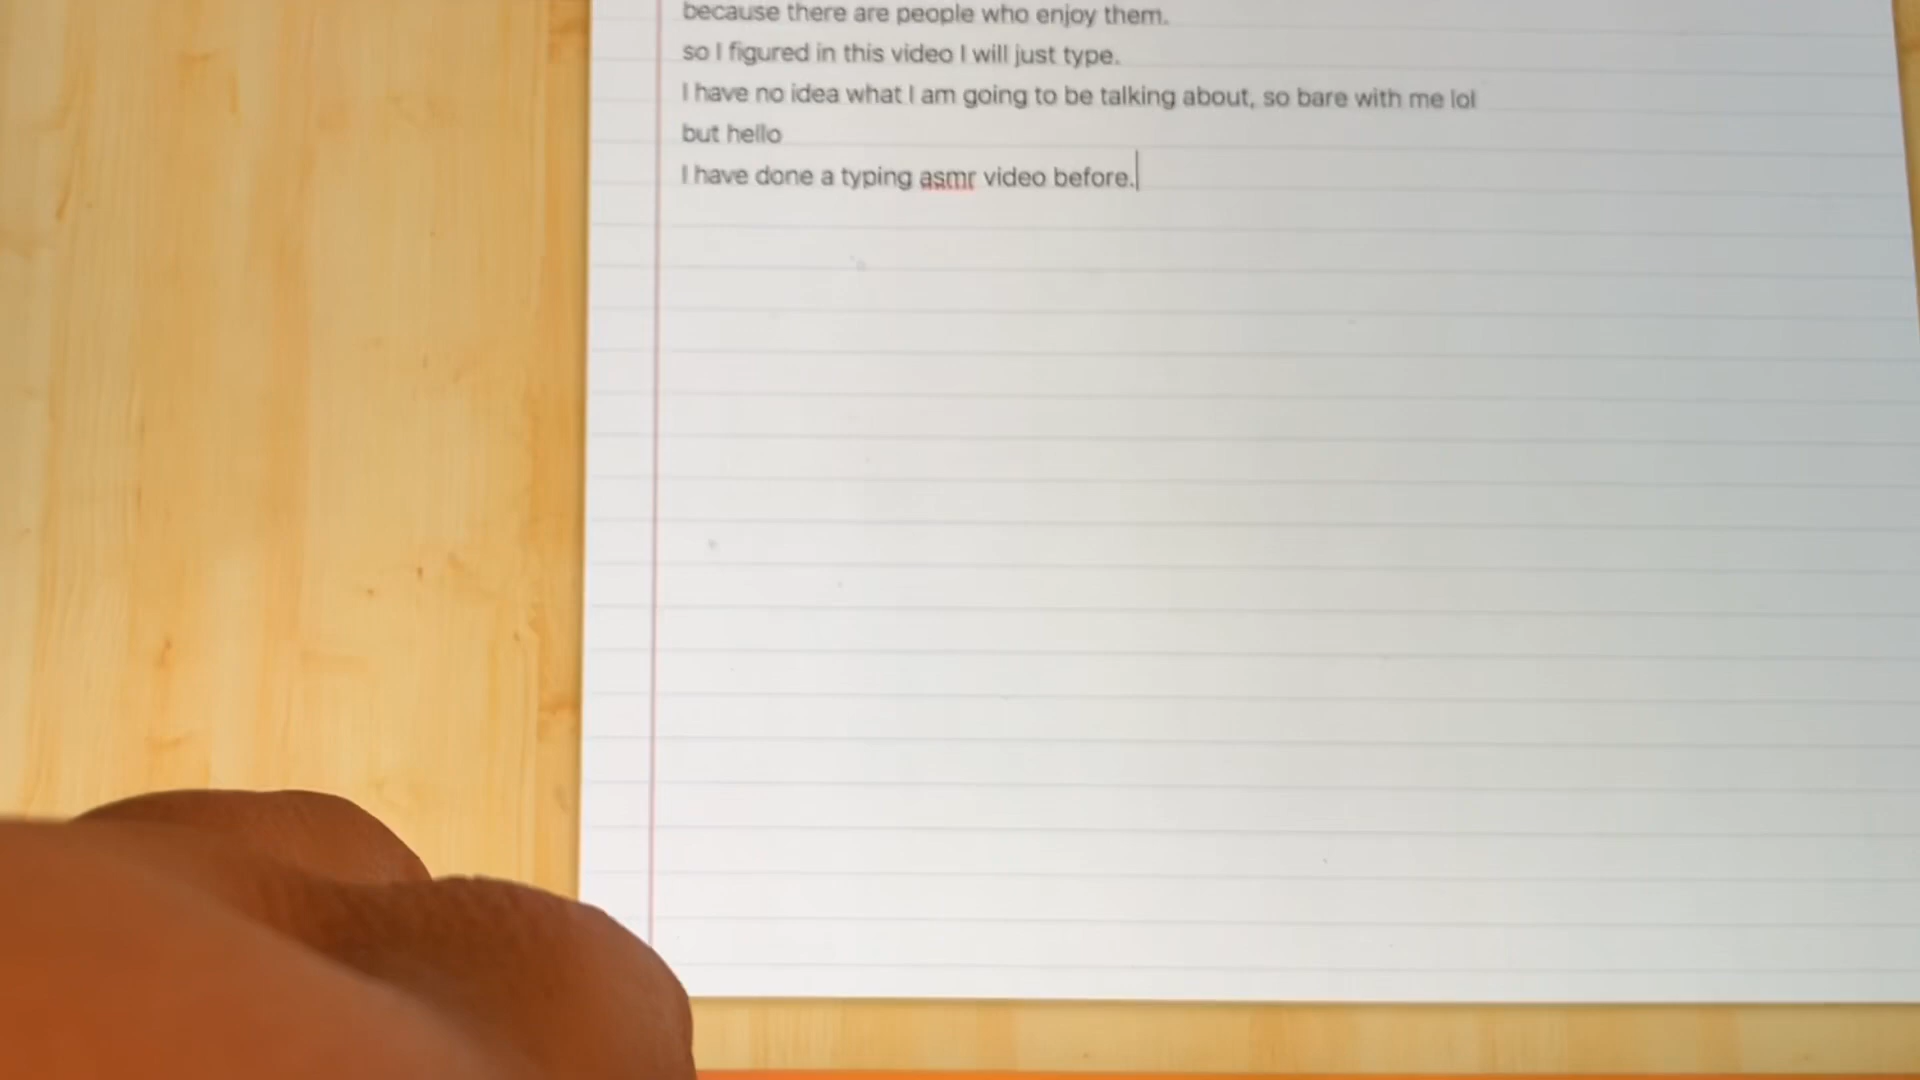 because there are people who enjoy them.
so I figured in this video I will just type.
I have no idea what I am going to be talking about, so bare with me lol
but hello
I have done a typing asmr video before.